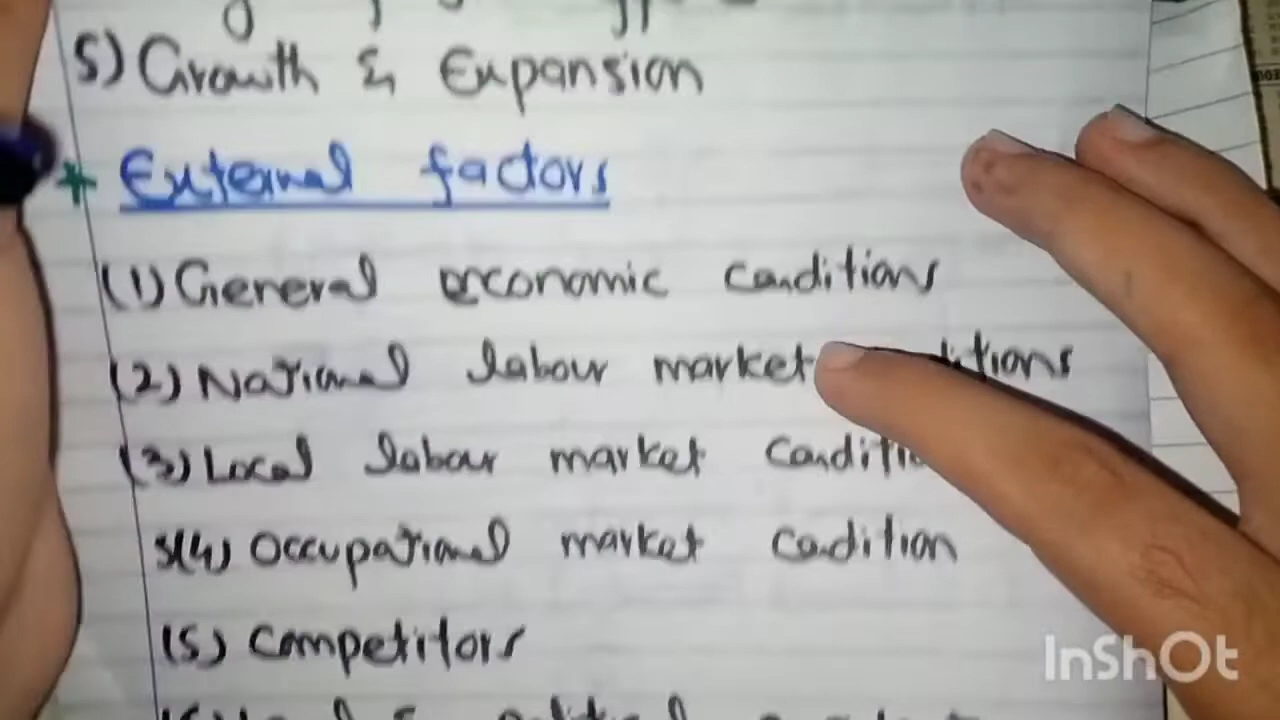 5) Growth & Expansion
* External factors
(1) General economic conditions
(2) National labour market
(3) Local labour market
(4) Occupational market condition
(5) Competitors
InShOt